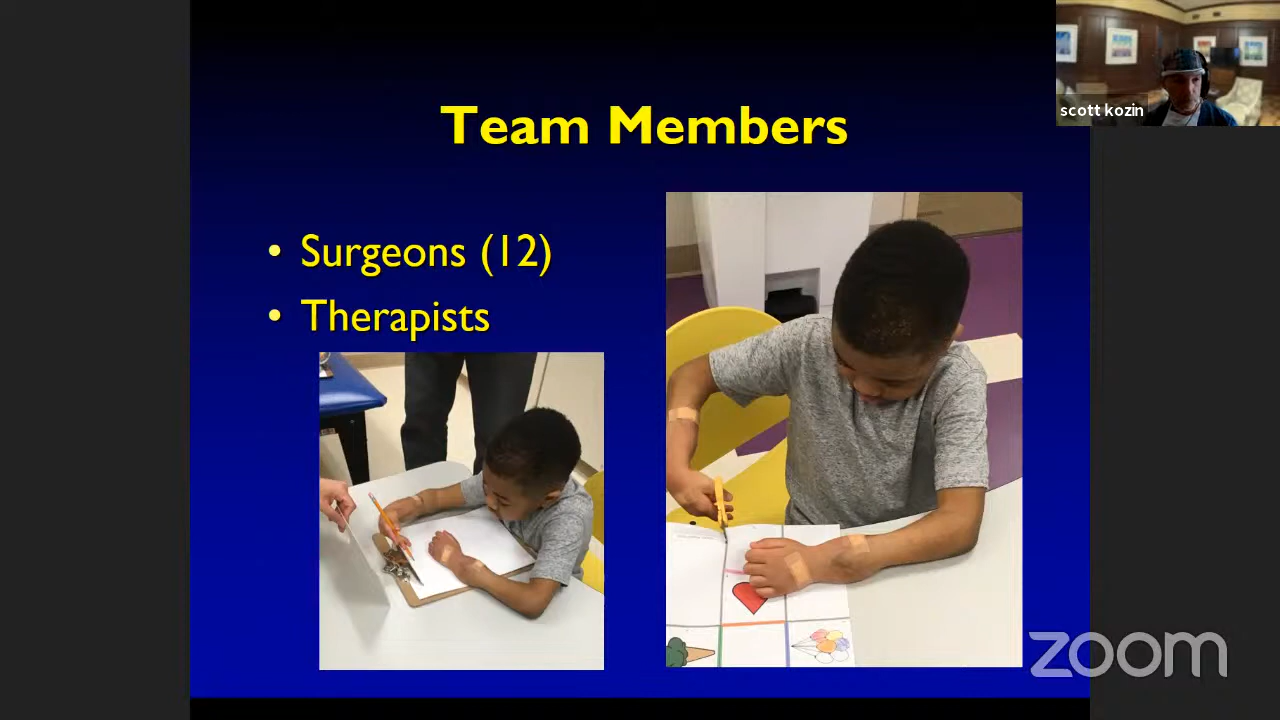 Team Members
• Surgeons (12)
• Therapists
scott kozin
zoom